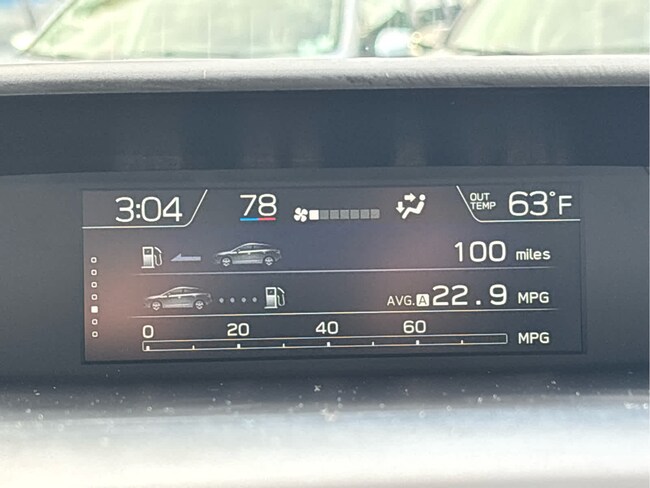 3:04 78 OUT TEMP 63°F
100 miles
AVG. A 22.9 MPG
0 20 40 60
MPG